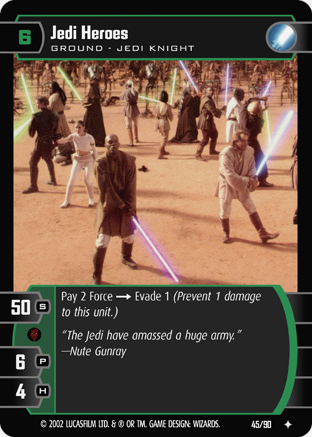 6 Jedi Heroes
GROUND - JEDI KNIGHT
50 S
Pay 2 Force → Evade 1 (Prevent 1 damage
to this unit.)
"The Jedi have amassed a huge army."
—Nute Gunray
6 P
4 H
© 2002 LUCASFILM LTD. & ® OR TM. GAME DESIGN: WIZARDS. 45/90